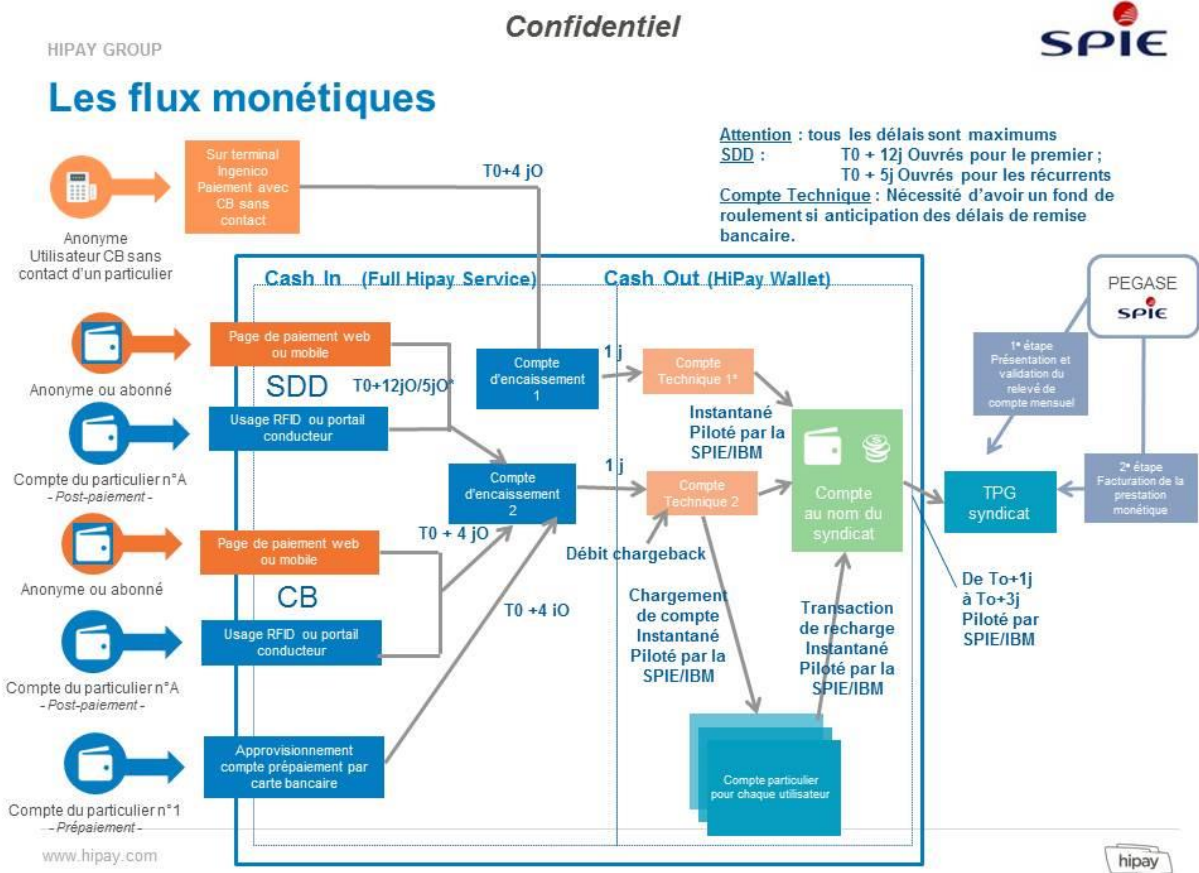 Confidentiel
SPIE
HIPAY GROUP
Les flux monétiques
Attention : tous les délais sont maximums
SDD : T0 + 12j Ouvrés pour le premier ;
T0 + 5j Ouvrés pour les récurrents
Compte Technique : Nécessité d'avoir un fond de
roulement si anticipation des délais de remise
bancaire.
Sur terminal
Ingenico
Paiement avec
CB sans
contact
T0+4 jO
Anonyme
Utilisateur CB sans
contact d'un particulier
Cash In (Full Hipay Service)
Cash Out (HiPay Wallet)
PEGASE
SPIE
Page de paiement web
ou mobile
Anonyme ou abonné
SDD
T0+12jO/5jO*
Usage RFID ou portail
conducteur
Compte du particulier n°A
- Post-paiement -
Compte
d'encaissement
1
1 j
Compte
Technique 1*
Instantané
Piloté par la
SPIE/IBM
1ᵉ étape
Présentation et
validation du
relevé de
compte mensuel
Compte
d'encaissement
2
1 j
Compte
Technique 2
Compte
au nom du
syndicat
TPG
syndicat
2ᵉ étape
Facturation de la
prestation
monétique
Page de paiement web
ou mobile
Anonyme ou abonné
CB
T0 + 4 jO
Usage RFID ou portail
conducteur
Compte du particulier n°A
- Post-paiement -
T0 +4 iO
Débit chargeback
Chargement
de compte
Instantané
Piloté par la
SPIE/IBM
Transaction
de recharge
Instantané
Piloté par la
SPIE/IBM
De To+1j
à To+3j
Piloté par
SPIE/IBM
Approvisionnement
compte prépaiement par
carte bancaire
Compte du particulier n°1
- Prépaiement -
Compte particulier
pour chaque utilisateur
www.hipay.com
hipay